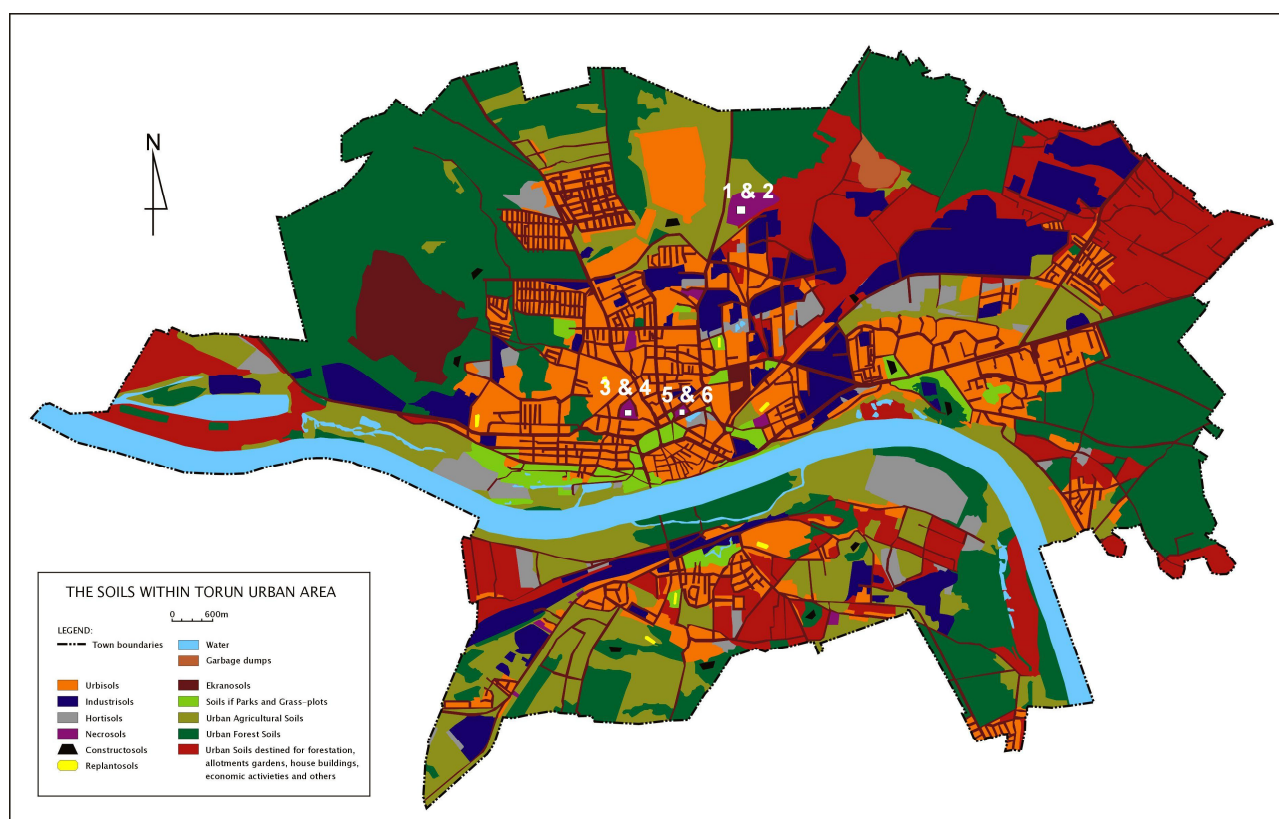 N
1 & 2
3 & 4
5 & 6
THE SOILS WITHIN TORUN URBAN AREA
0 600m
LEGEND:
Town boundaries
Water
Garbage dumps
Urbisols
Ekranosols
Industrisols
Soils if Parks and Grass-plots
Hortisols
Urban Agricultural Soils
Necrosols
Urban Forest Soils
Constructosols
Urban Soils destined for forestation,
Replantosols
allotments gardens, house buildings,
economic activieties and others